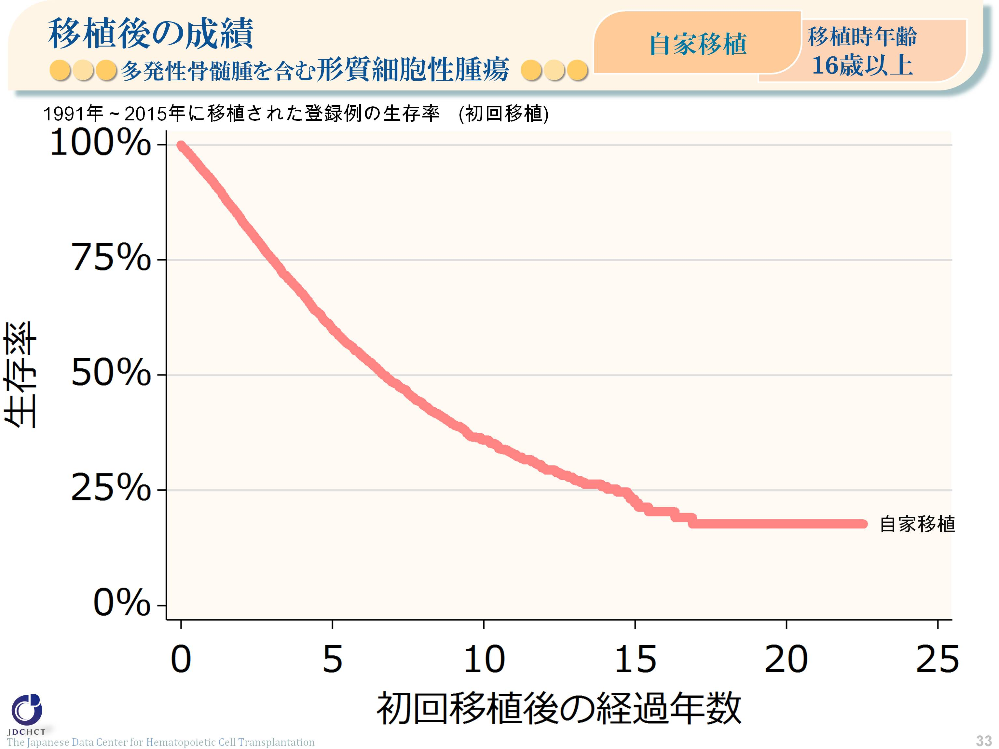 移植後の成績
多発性骨髄腫を含む形質細胞性腫瘍
自家移植
移植時年齢
16歳以上
1991年～2015年に移植された登録例の生存率 (初回移植)
100%
75%
50%
25%
0%
生存率
自家移植
0 5 10 15 20 25
初回移植後の経過年数
JDCHCT
The Japanese Data Center for Hematopoietic Cell Transplantation
33